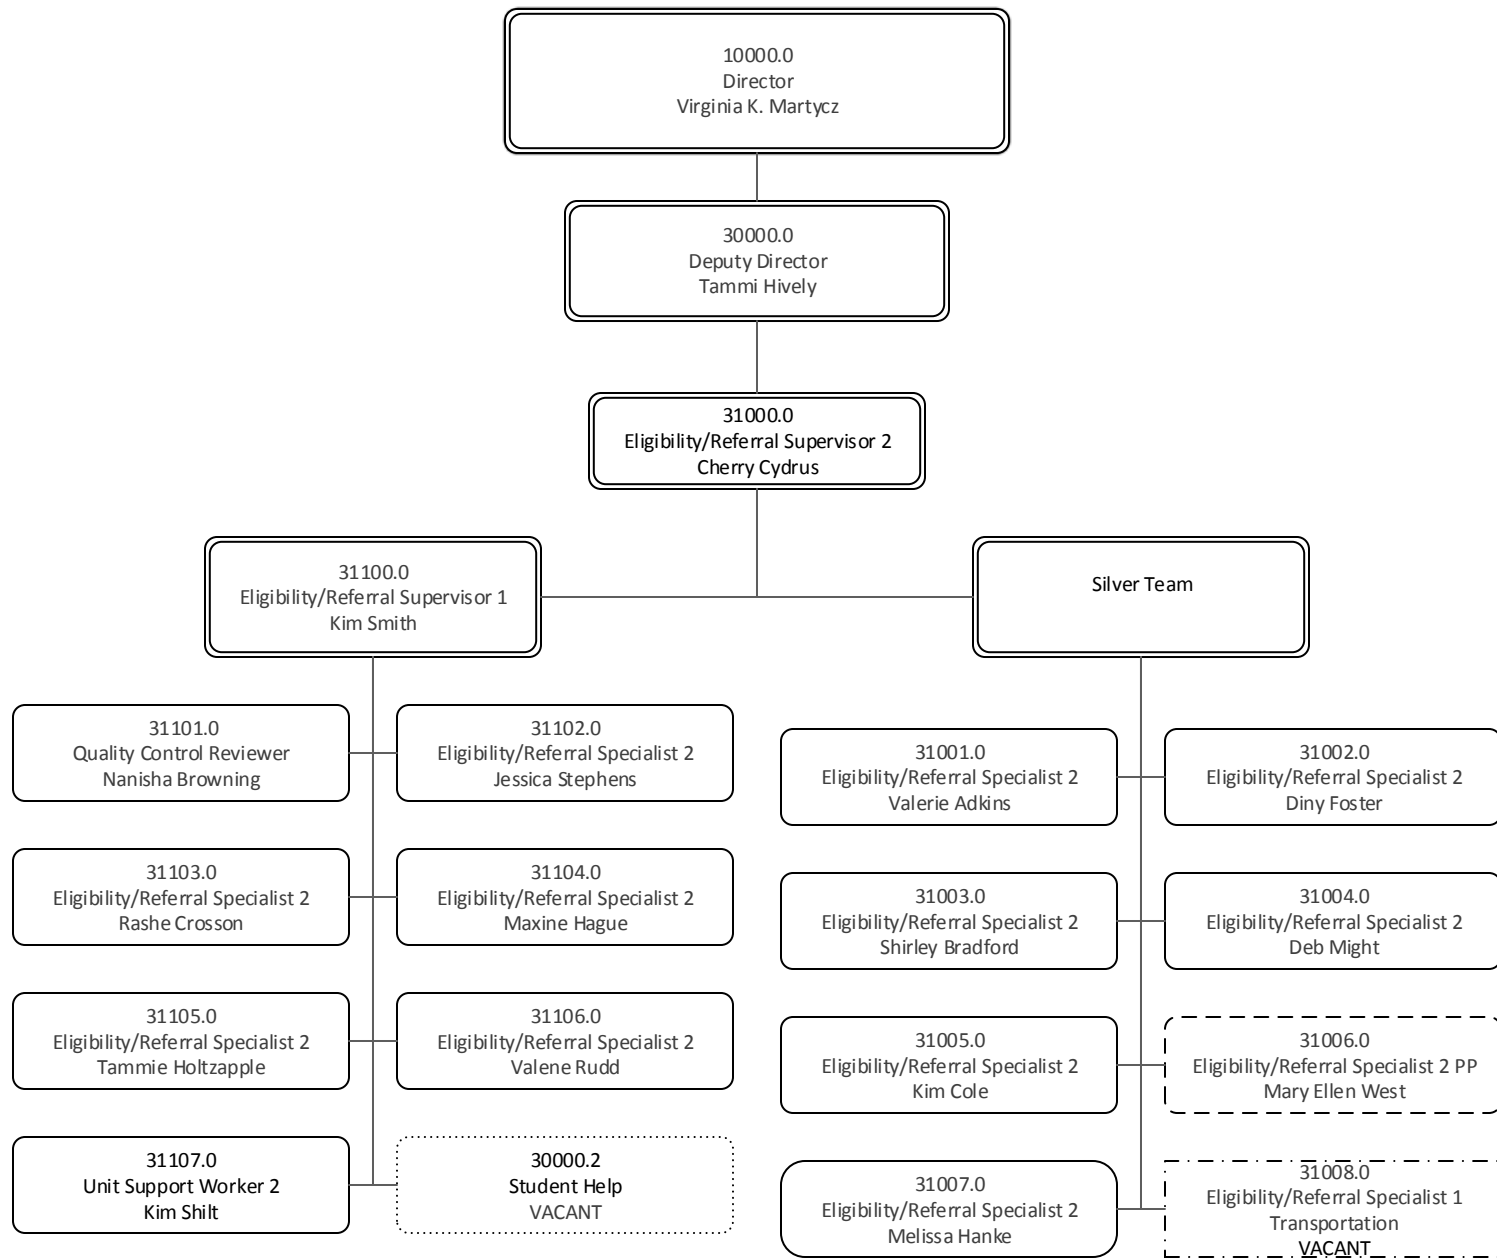 10000.0
Director
Virginia K. Martycz
30000.0
Deputy Director
Tammi Hively
31000.0
Eligibility/Referral Supervisor 2
Cherry Cydrus
31100.0
Eligibility/Referral Supervisor 1
Kim Smith
Silver Team
31101.0
Quality Control Reviewer
Nanisha Browning
31102.0
Eligibility/Referral Specialist 2
Jessica Stephens
31103.0
Eligibility/Referral Specialist 2
Rashe Crosson
31104.0
Eligibility/Referral Specialist 2
Maxine Hague
31105.0
Eligibility/Referral Specialist 2
Tammie Holtzapple
31106.0
Eligibility/Referral Specialist 2
Valene Rudd
31107.0
Unit Support Worker 2
Kim Shilt
30000.2
Student Help
VACANT
31001.0
Eligibility/Referral Specialist 2
Valerie Adkins
31002.0
Eligibility/Referral Specialist 2
Diny Foster
31003.0
Eligibility/Referral Specialist 2
Shirley Bradford
31004.0
Eligibility/Referral Specialist 2
Deb Might
31005.0
Eligibility/Referral Specialist 2
Kim Cole
31006.0
Eligibility/Referral Specialist 2 PP
Mary Ellen West
31007.0
Eligibility/Referral Specialist 2
Melissa Hanke
31008.0
Eligibility/Referral Specialist 1
Transportation
VACANT